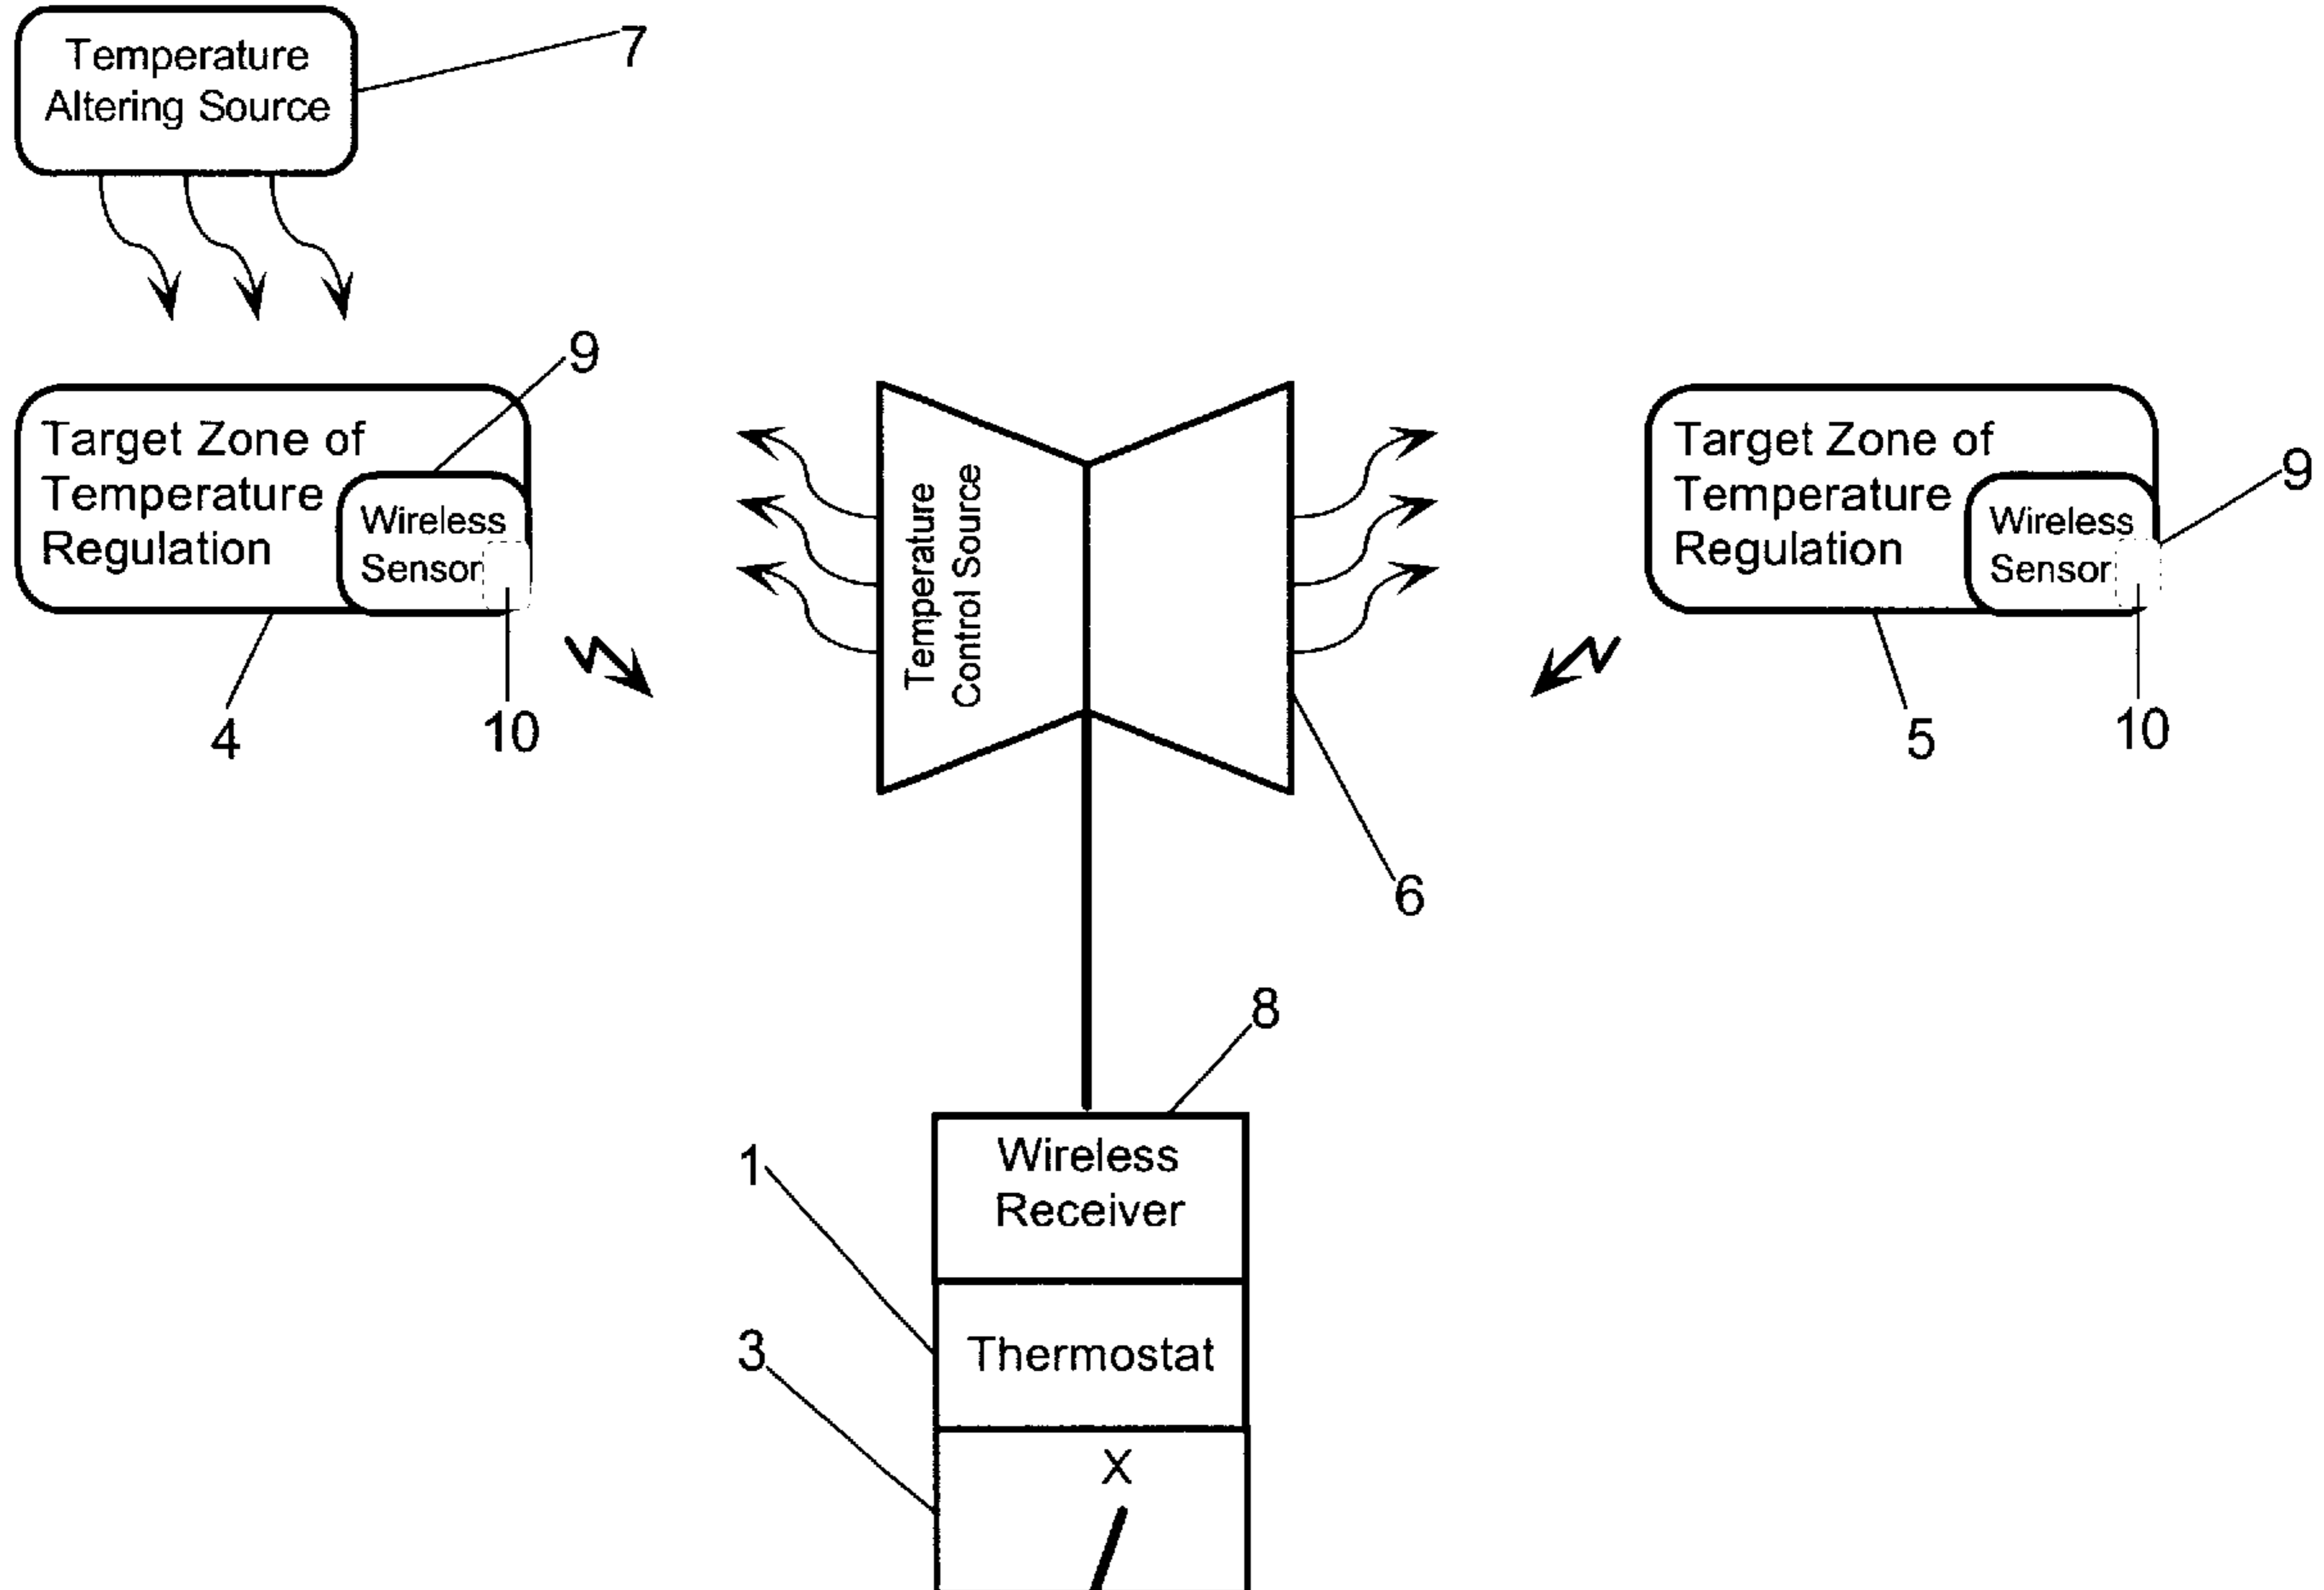 Temperature
Altering Source
7
9
Target Zone of
Temperature
Regulation
Wireless
Sensor
4
10
Temperature
Control Source
6
Target Zone of
Temperature
Regulation
Wireless
Sensor
9
5
10
8
Wireless
Receiver
1
Thermostat
3
X